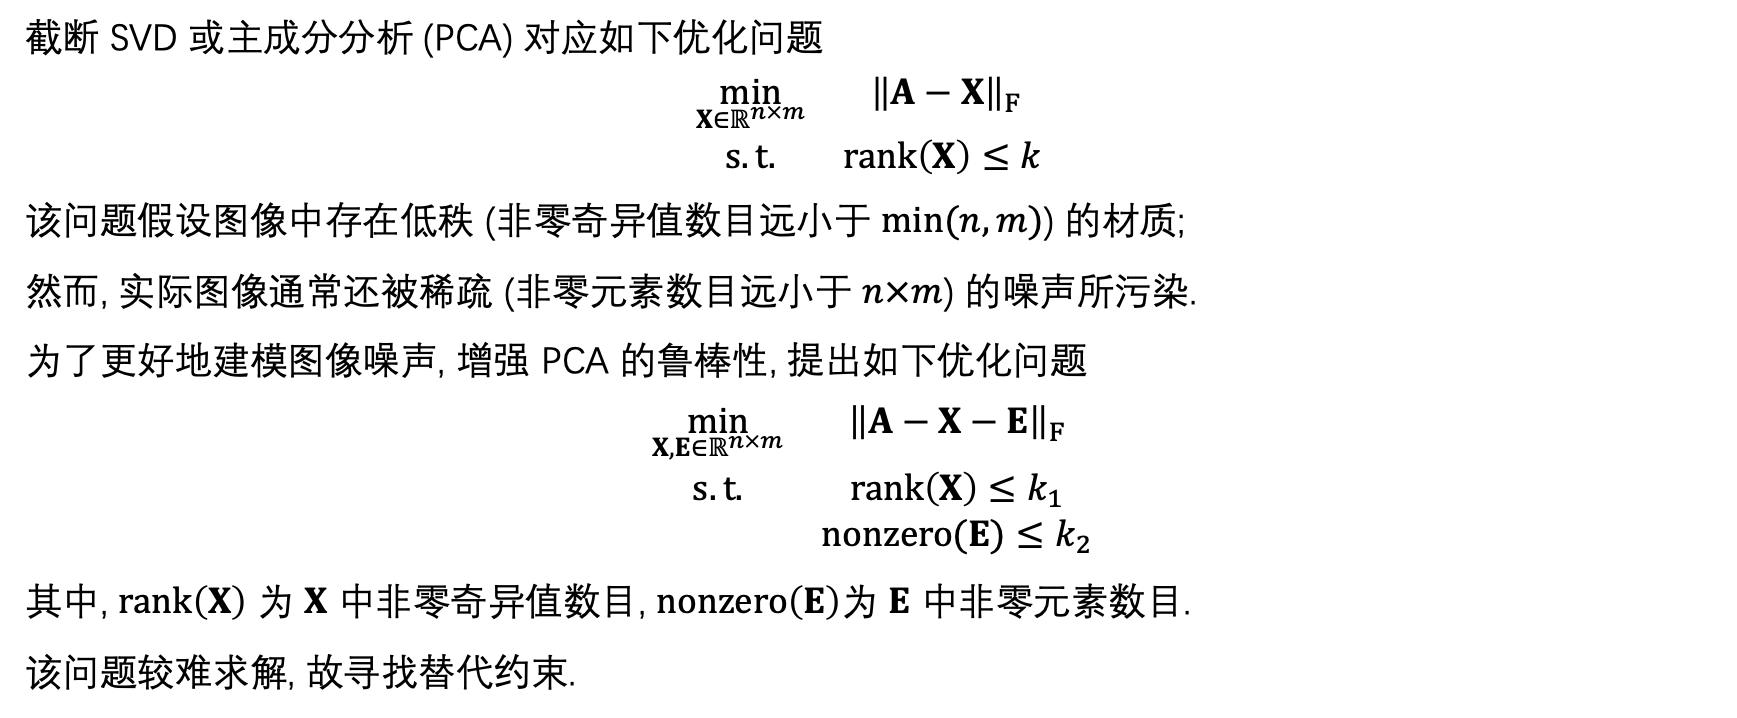 截断 SVD 或主成分分析 (PCA) 对应如下优化问题
min ‖A − X‖F
X∈ℝn×m
s.t. rank(X) ≤ k
该问题假设图像中存在低秩 (非零奇异值数目远小于 min(n, m)) 的材质;
然而, 实际图像通常还被稀疏 (非零元素数目远小于 n×m) 的噪声所污染.
为了更好地建模图像噪声, 增强 PCA 的鲁棒性, 提出如下优化问题
min ‖A − X − E‖F
X,E∈ℝn×m
s.t. rank(X) ≤ k1
nonzero(E) ≤ k2
其中, rank(X) 为 X 中非零奇异值数目, nonzero(E)为 E 中非零元素数目.
该问题较难求解, 故寻找替代约束.